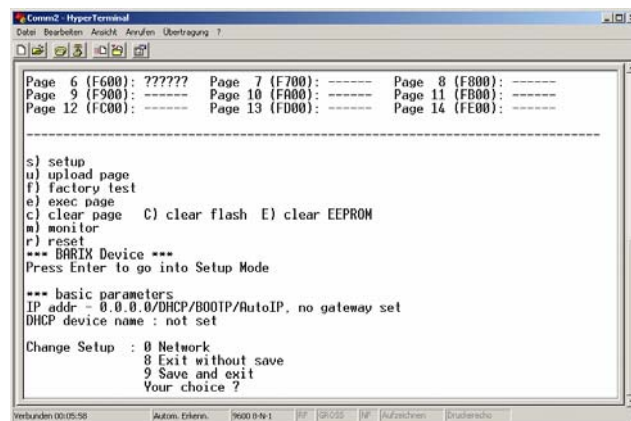 Comm2 - HyperTerminal
Datei Bearbeiten Ansicht Anrufen Übertragung ?
Page 6 (F600): ?????? Page 7 (F700): ------ Page 8 (F800): ------
Page 9 (F900): ------ Page 10 (FA00): ------ Page 11 (FB00): ------
Page 12 (FC00): ------ Page 13 (FD00): ------ Page 14 (FE00): ------
--------------------------------------------------------------------------
s) setup
u) upload page
f) factory test
e) exec page
c) clear page C) clear flash E) clear EEPROM
m) monitor
r) reset
*** BARIX Device ***
Press Enter to go into Setup Mode
*** basic parameters
IP addr - 0.0.0.0/DHCP/BOOTP/AutoIP, no gateway set
DHCP device name : not set
Change Setup : 0 Network
8 Exit without save
9 Save and exit
Your choice ?
Verbunden 00:05:58 Autom. Erkenn. 9600 8-N-1 RF GROSS NF Aufzeichnen Druckerecho